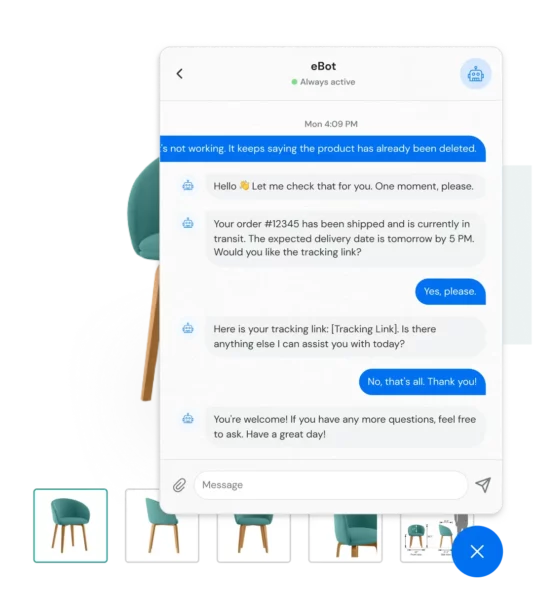 eBot
Always active
Mon 4:09 PM
's not working. It keeps saying the product has already been deleted.
Hello 👋 Let me check that for you. One moment, please.
Your order #12345 has been shipped and is currently in
transit. The expected delivery date is tomorrow by 5 PM.
Would you like the tracking link?
Yes, please.
Here is your tracking link: [Tracking Link]. Is there
anything else I can assist you with today?
No, that's all. Thank you!
You're welcome! If you have any more questions, feel free
to ask. Have a great day!
Message